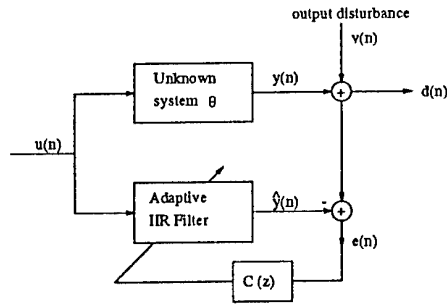 output disturbance
v(n)
Unknown
system θ
y(n)
+
d(n)
u(n)
Adaptive
IIR Filter
ŷ(n)
-
+
e(n)
C (z)